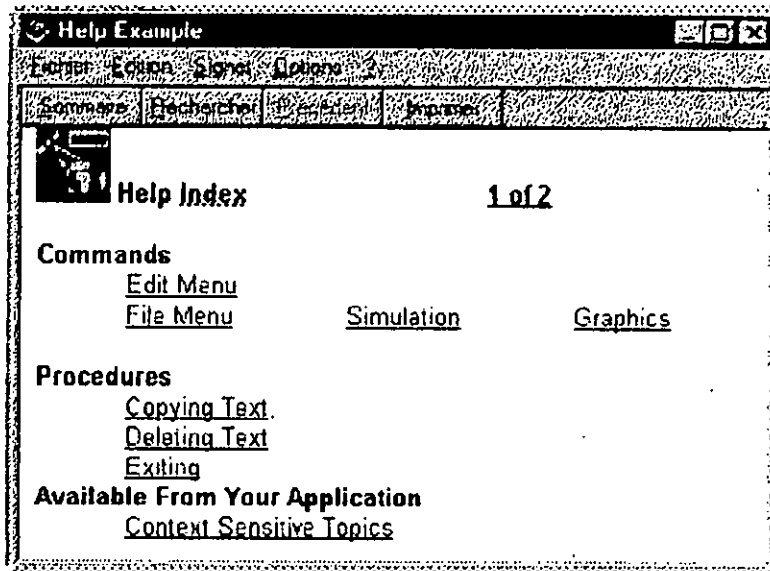 Help Example
Fichier Edition Signet Options ?
Sommaire Rechercher Précédent Imprimer
Help Index 1 of 2
Commands
Edit Menu
File Menu Simulation Graphics
Procedures
Copying Text
Deleting Text
Exiting
Available From Your Application
Context Sensitive Topics